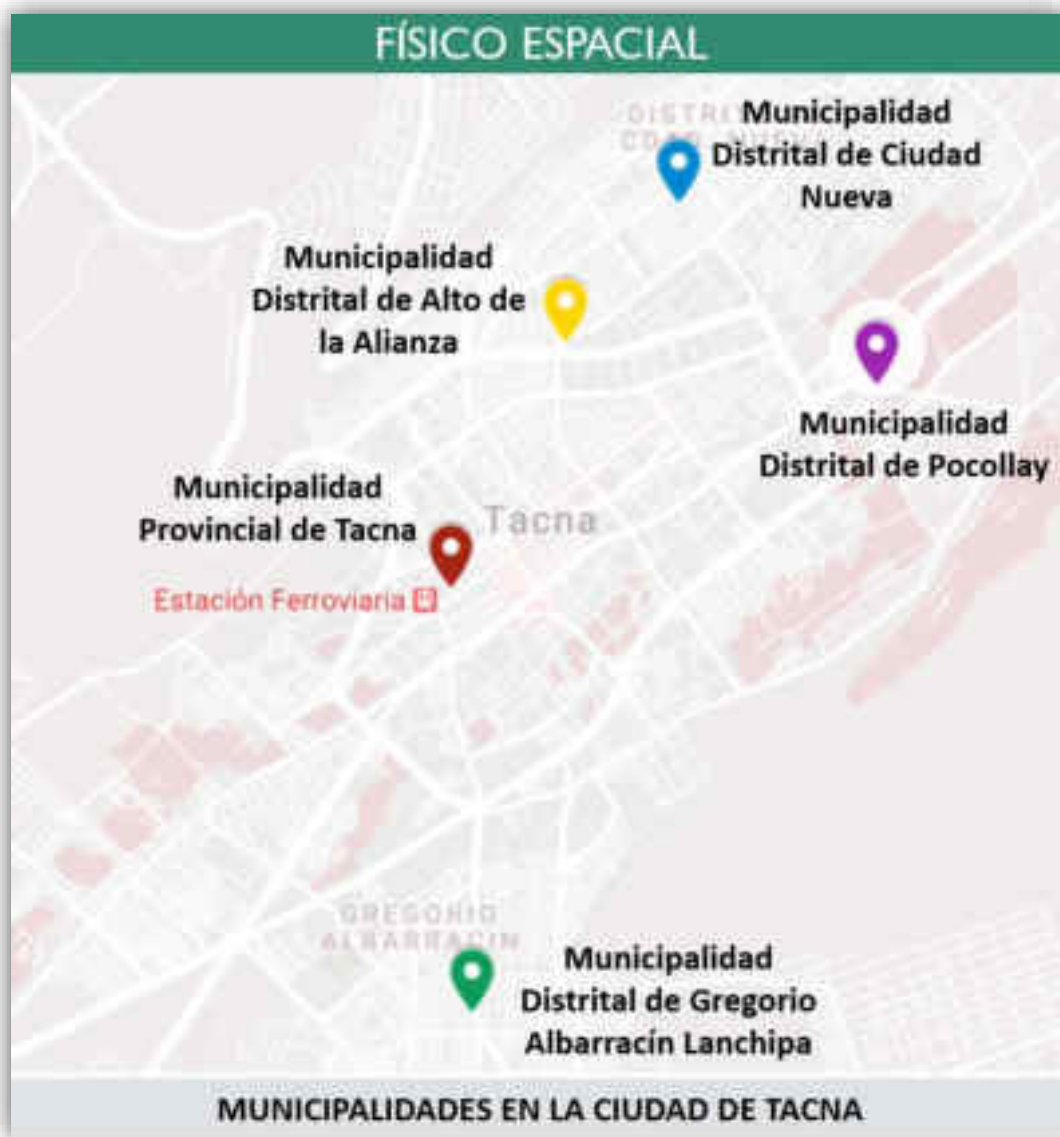 FÍSICO ESPACIAL
DISTRI
Municipalidad
Distrital de Ciudad
Nueva
Municipalidad
Distrital de Alto de
la Alianza
Municipalidad
Distrital de Pocollay
Municipalidad
Provincial de Tacna
Tacna
Estación Ferroviaria
GREGORIO
ALBARRACIN
Municipalidad
Distrital de Gregorio
Albarracín Lanchipa
MUNICIPALIDADES EN LA CIUDAD DE TACNA